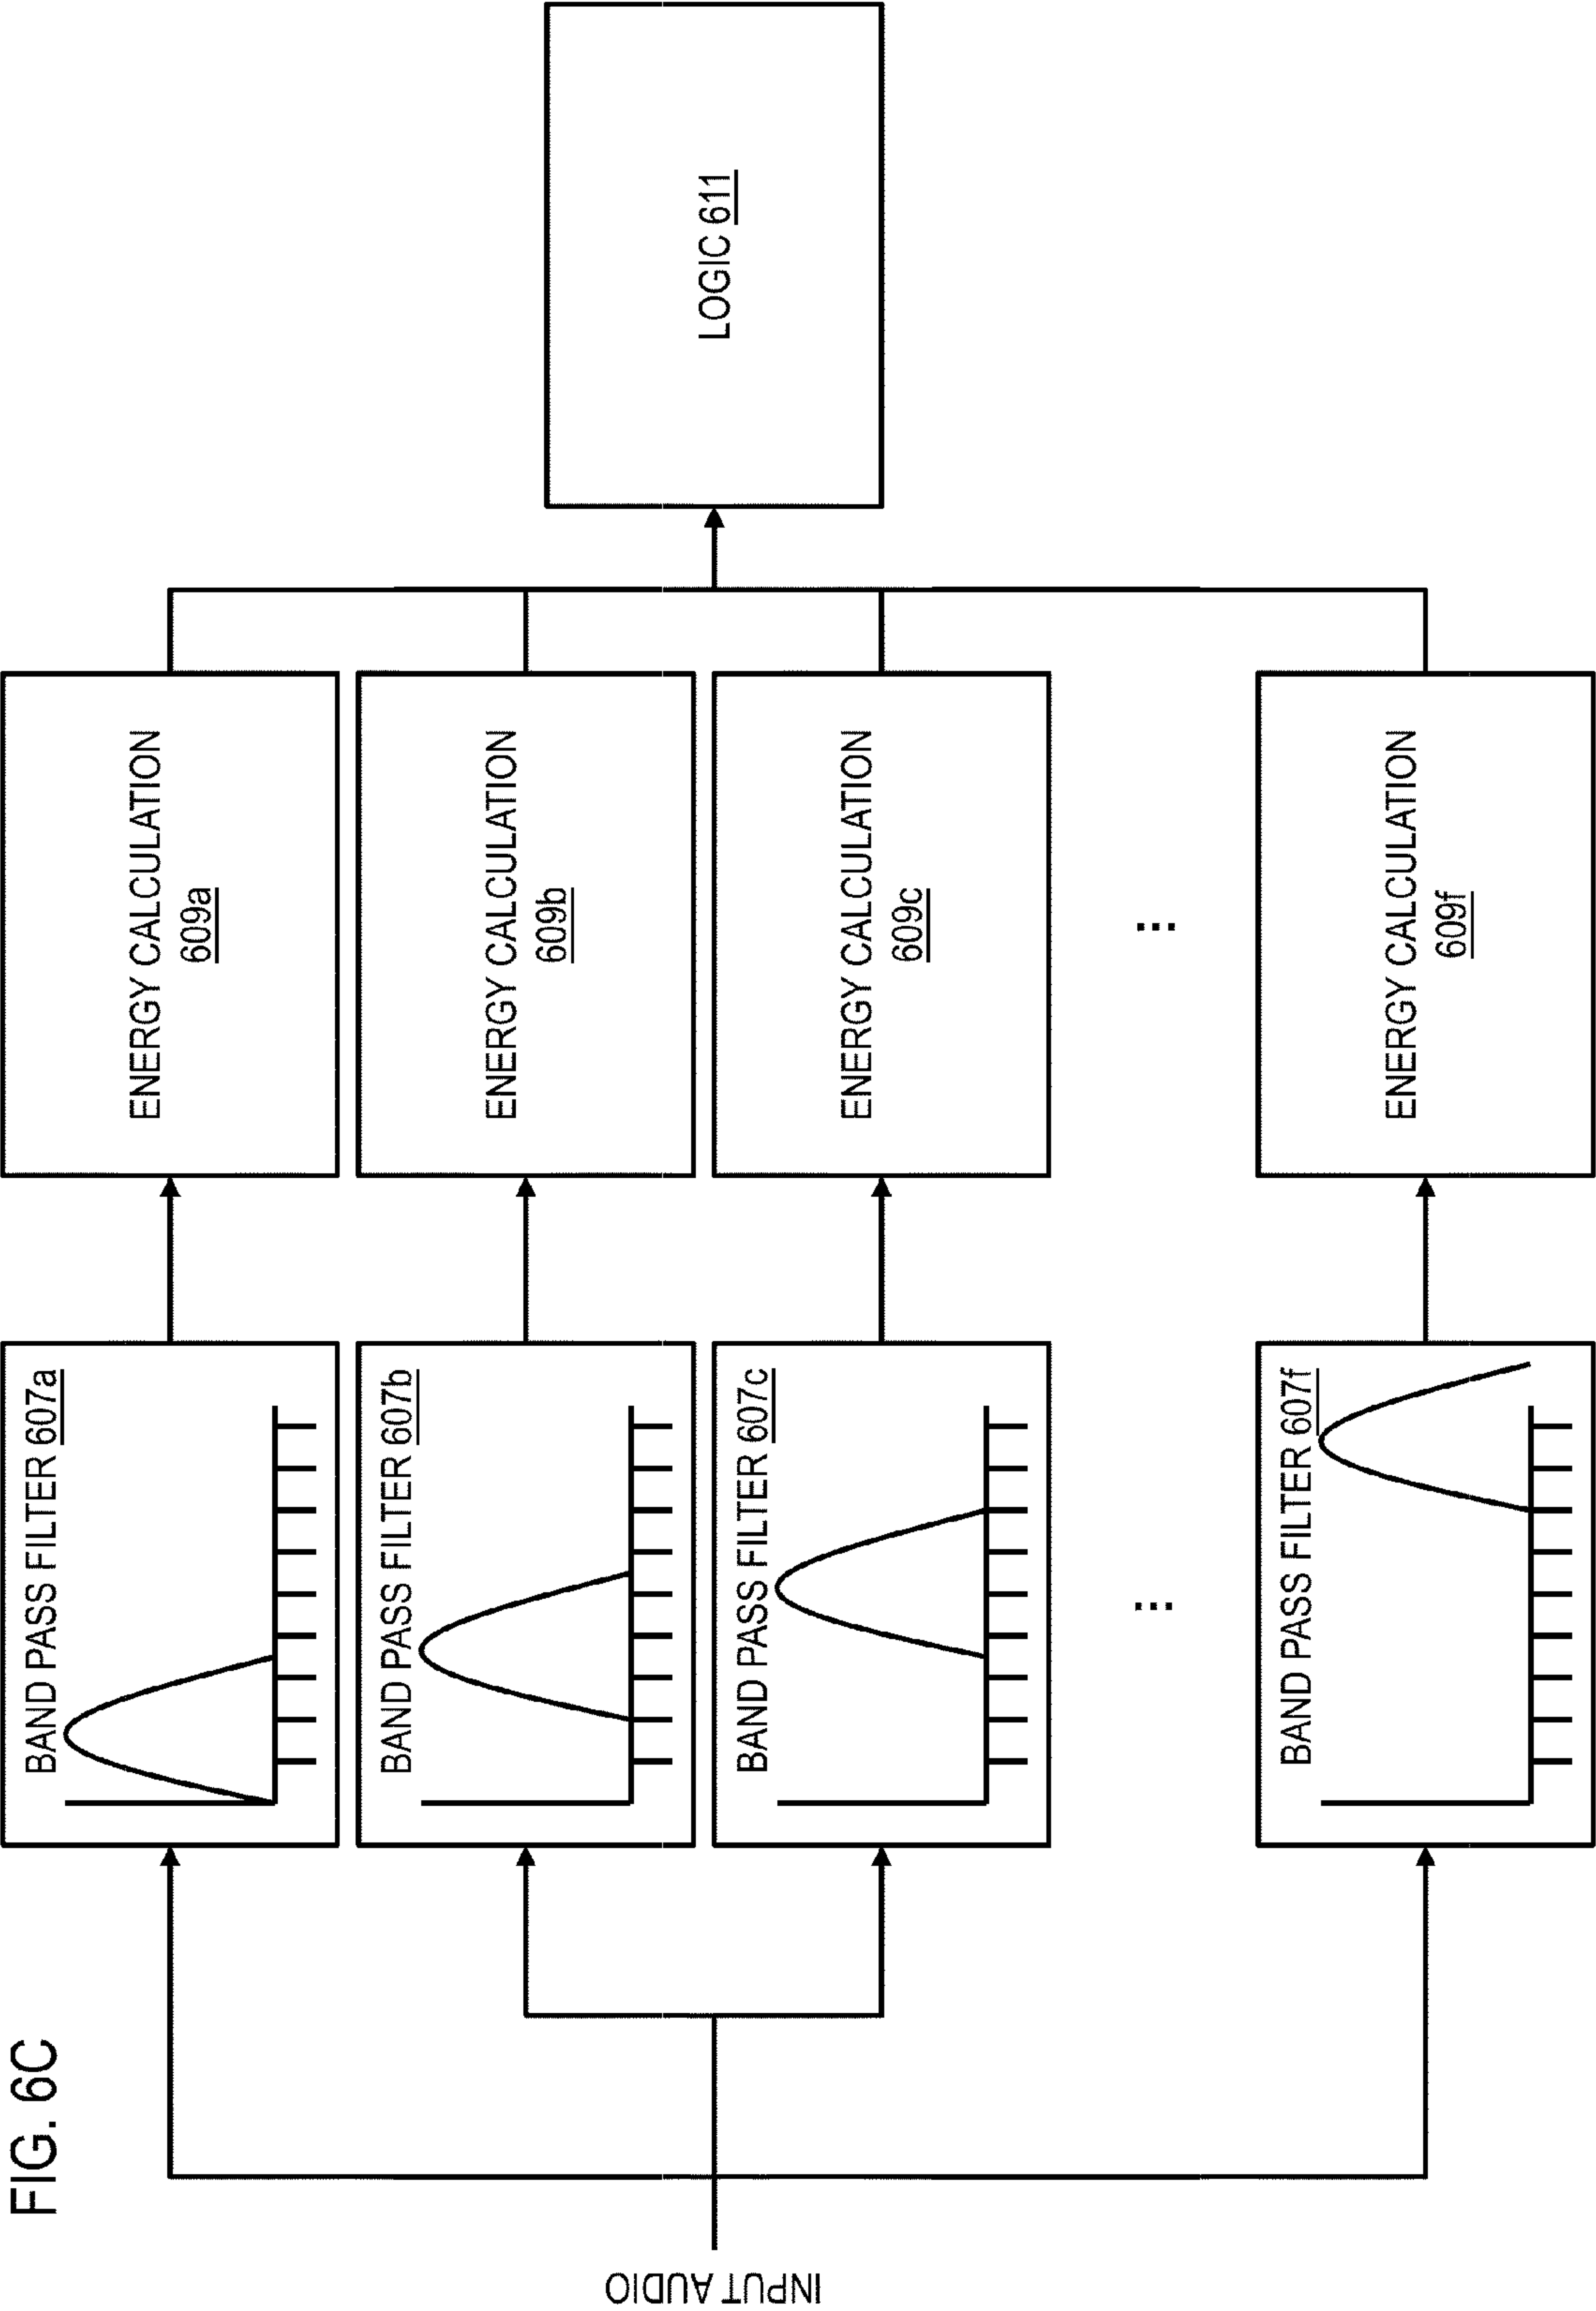 FIG. 6C
INPUT AUDIO
BAND PASS FILTER 607a
BAND PASS FILTER 607b
BAND PASS FILTER 607c
...
BAND PASS FILTER 607f
ENERGY CALCULATION
609a
ENERGY CALCULATION
609b
ENERGY CALCULATION
609c
...
ENERGY CALCULATION
609f
LOGIC 611